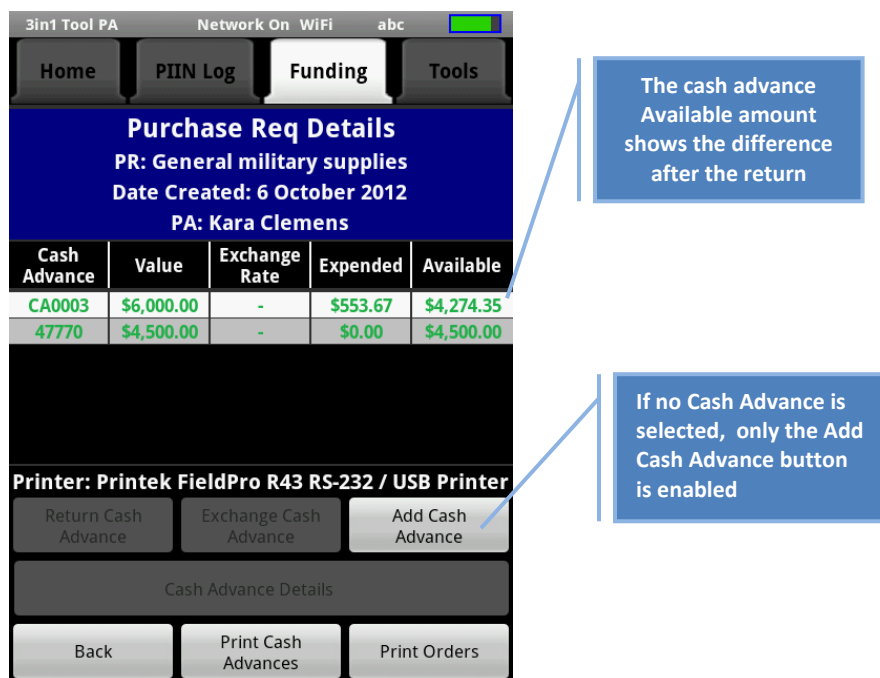 3in1 Tool PA Network On WiFi abc
Home PIIN Log Funding Tools
Purchase Req Details
PR: General military supplies
Date Created: 6 October 2012
PA: Kara Clemens
Cash Advance Value Exchange Rate Expended Available
CA0003 $6,000.00 - $553.67 $4,274.35
47770 $4,500.00 - $0.00 $4,500.00
Printer: Printek FieldPro R43 RS-232 / USB Printer
Return Cash Advance Exchange Cash Advance Add Cash Advance
Cash Advance Details
Back Print Cash Advances Print Orders
The cash advance
Available amount
shows the difference
after the return
If no Cash Advance is
selected, only the Add
Cash Advance button
is enabled